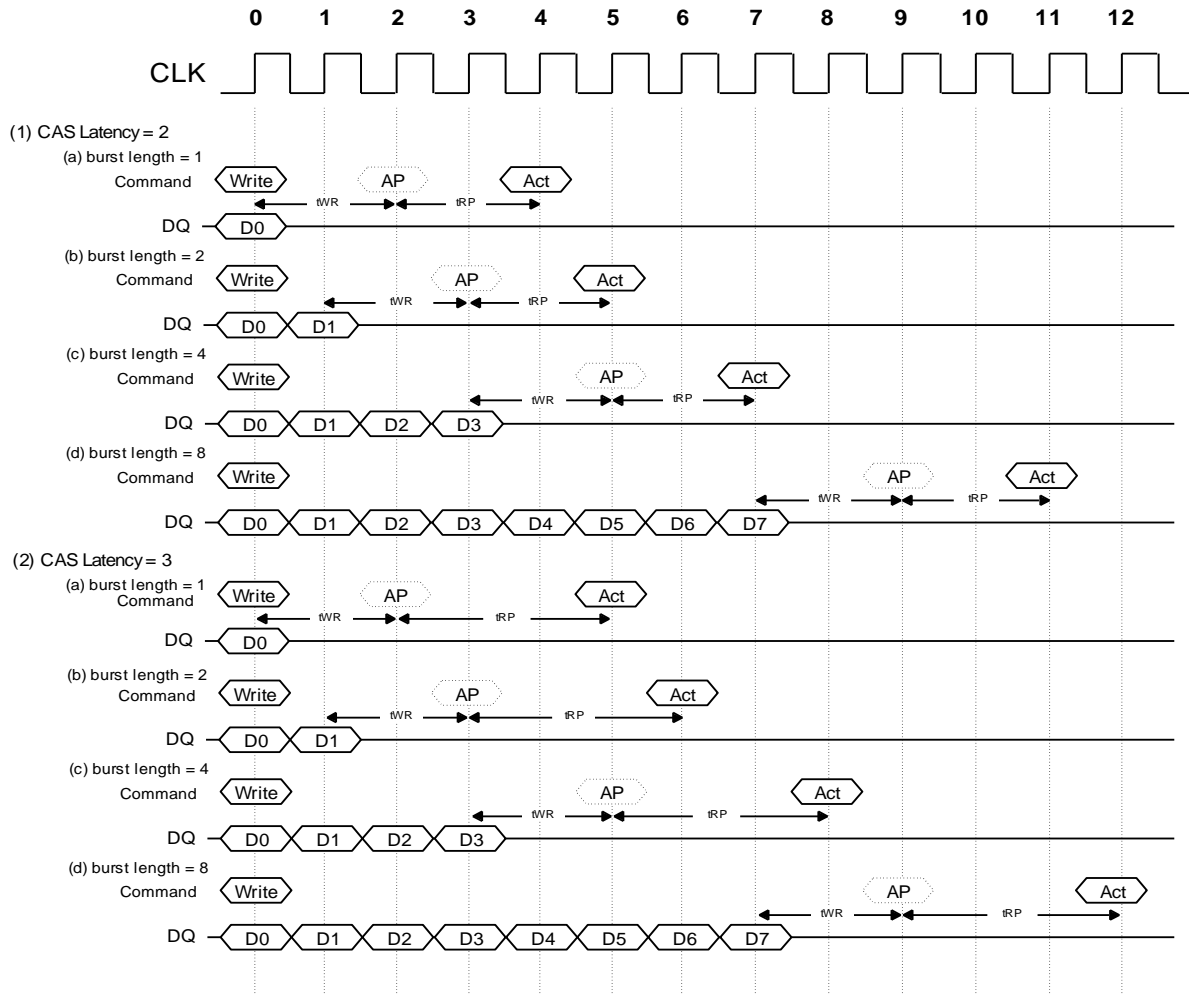 0 1 2 3 4 5 6 7 8 9 10 11 12
CLK
(1) CAS Latency = 2
(a) burst length = 1
Command Write AP Act
tWR tRP
DQ D0
(b) burst length = 2
Command Write AP Act
tWR tRP
DQ D0 D1
(c) burst length = 4
Command Write AP Act
tWR tRP
DQ D0 D1 D2 D3
(d) burst length = 8
Command Write AP Act
tWR tRP
DQ D0 D1 D2 D3 D4 D5 D6 D7
(2) CAS Latency = 3
(a) burst length = 1
Command Write AP Act
tWR tRP
DQ D0
(b) burst length = 2
Command Write AP Act
tWR tRP
DQ D0 D1
(c) burst length = 4
Command Write AP Act
tWR tRP
DQ D0 D1 D2 D3
(d) burst length = 8
Command Write AP Act
tWR tRP
DQ D0 D1 D2 D3 D4 D5 D6 D7